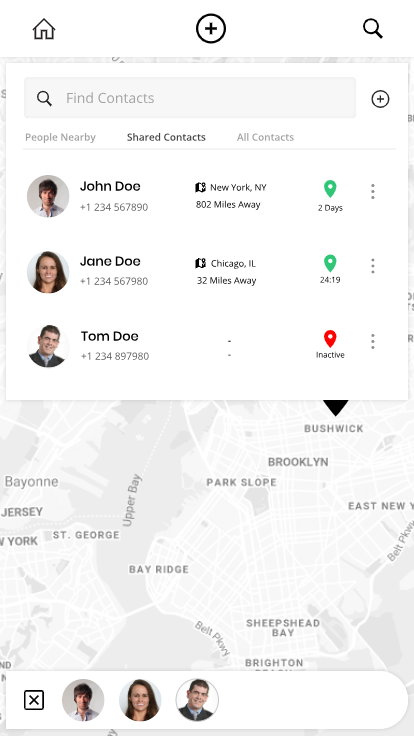 Find Contacts
People Nearby
Shared Contacts
All Contacts
John Doe
+1 234 567890
New York, NY
802 Miles Away
2 Days
Jane Doe
+1 234 567980
Chicago, IL
32 Miles Away
24:19
Tom Doe
+1 234 897980
-
-
Inactive
BUSHWICK
BROOKLYN
Bayonne
Upper Bay
PARK SLOPE
JERSEY
EAST NEW Y
W YORK
ST. GEORGE
Belt Pkwy
BAY RIDGE
Belt Pkwy
SHEEPSHEAD
BAY
ND
BRIGHTON